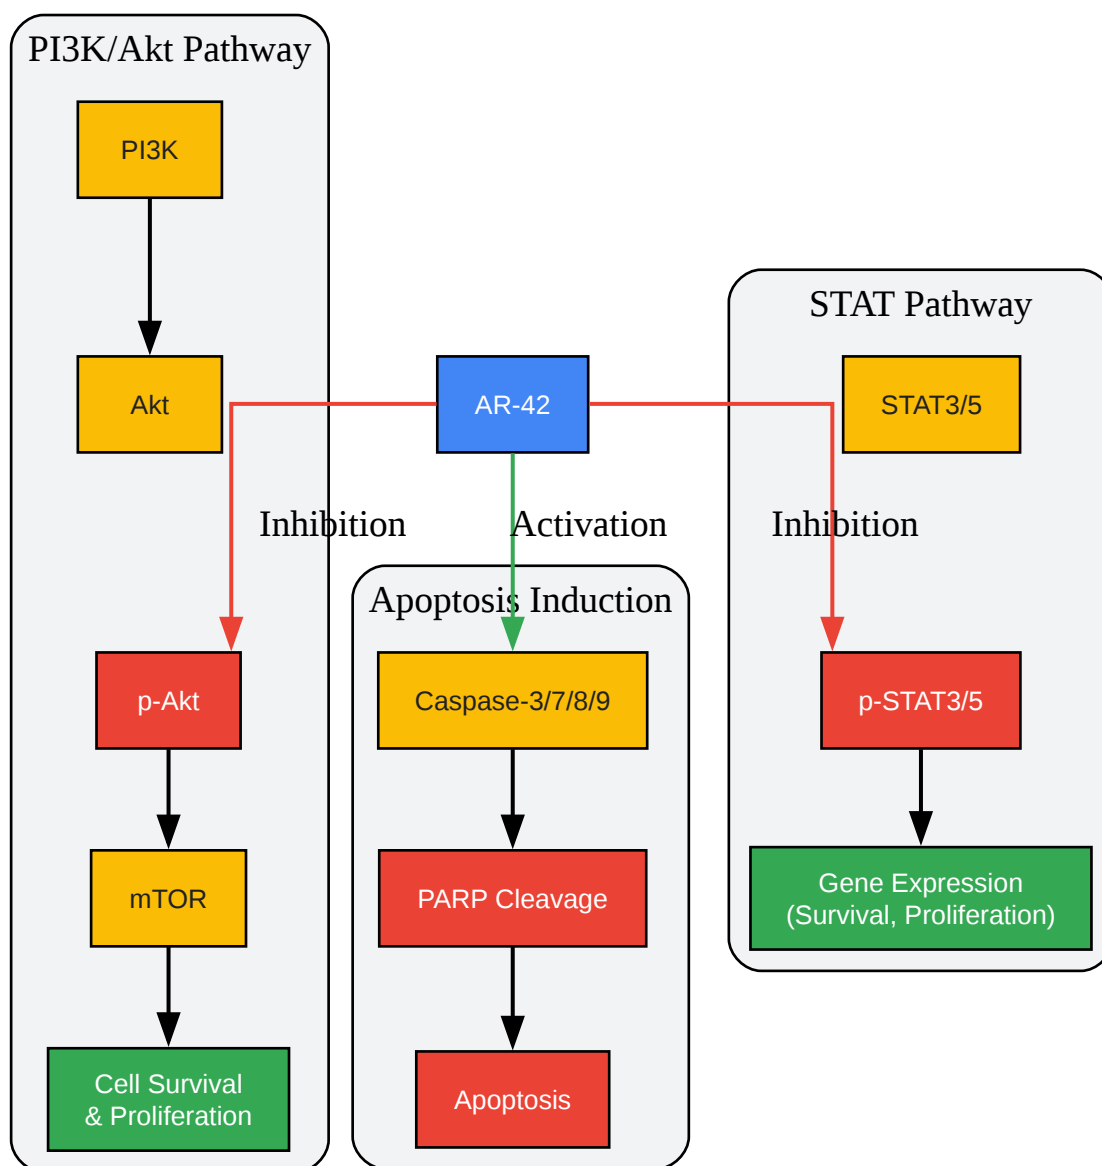 PI3K/Akt Pathway
PI3K
STAT Pathway
Akt
AR-42
STAT3/5
Inhibition
Activation
Inhibition
Apoptosis Induction
p-Akt
Caspase-3/7/8/9
p-STAT3/5
mTOR
PARP Cleavage
Gene Expression
(Survival, Proliferation)
Cell Survival
& Proliferation
Apoptosis